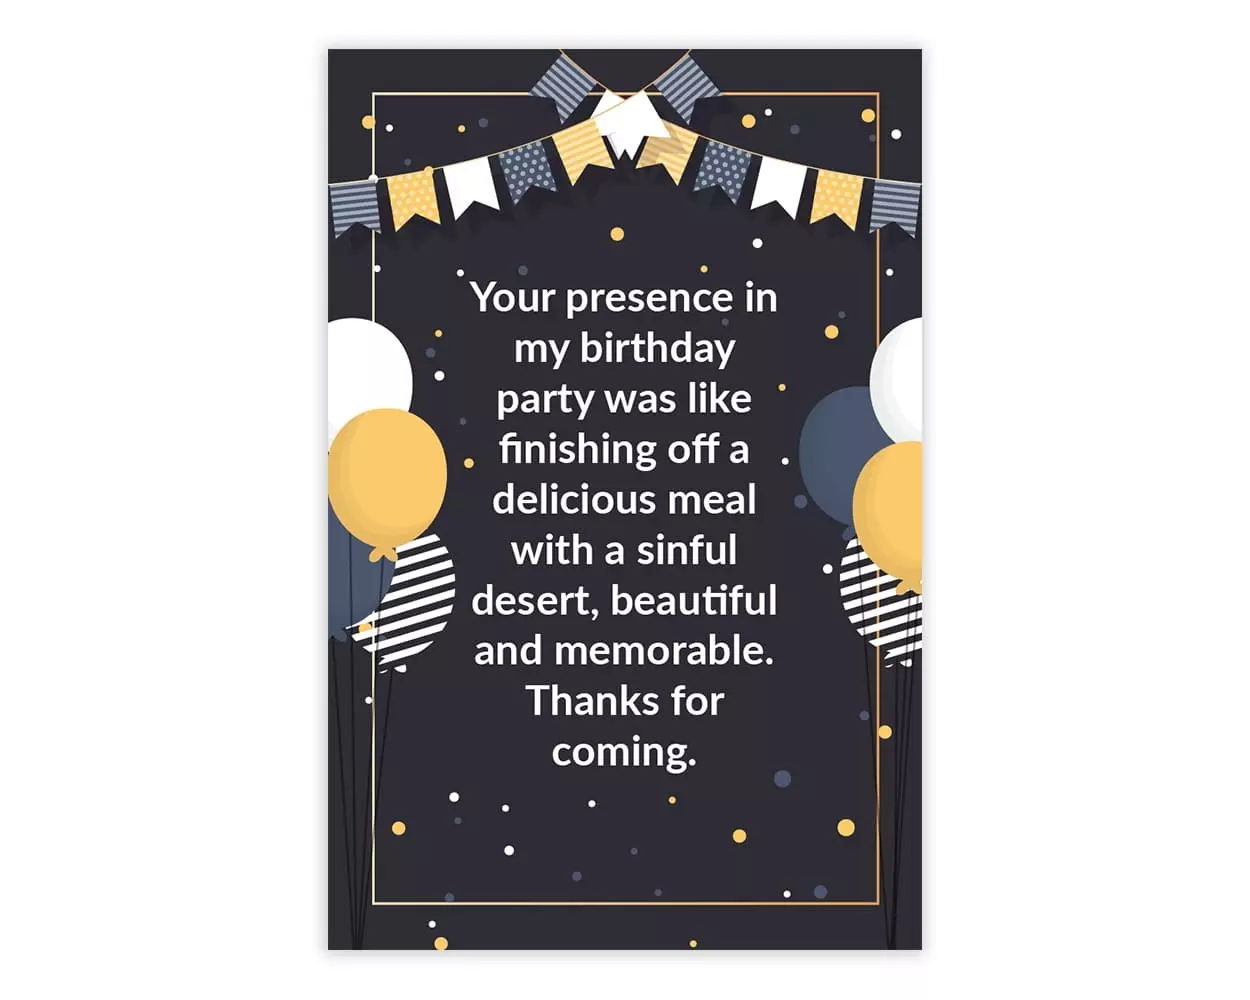 Your presence in
my birthday
party was like
finishing off a
delicious meal
with a sinful
desert, beautiful
and memorable.
Thanks for
coming.